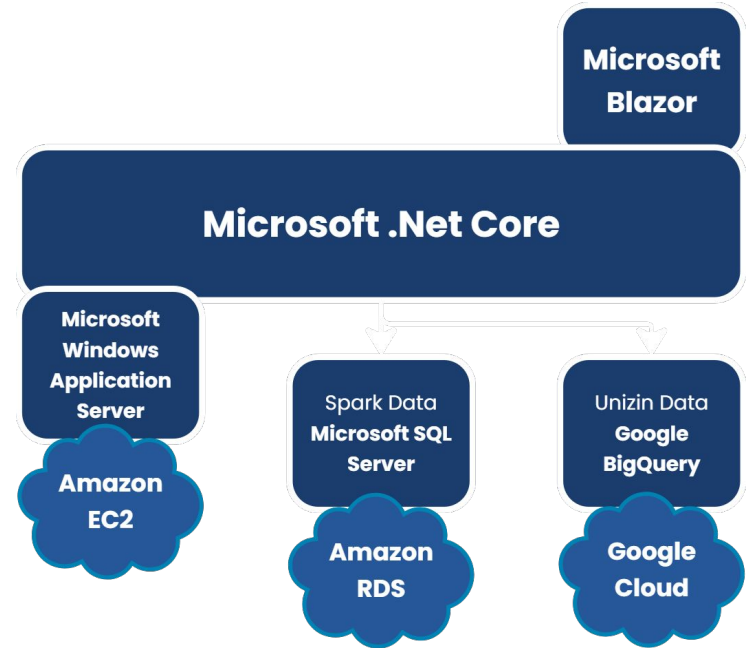 Microsoft
Blazor
Microsoft .Net Core
Microsoft
Windows
Application
Server
Amazon
EC2
Spark Data
Microsoft SQL
Server
Amazon
RDS
Unizin Data
Google
BigQuery
Google
Cloud